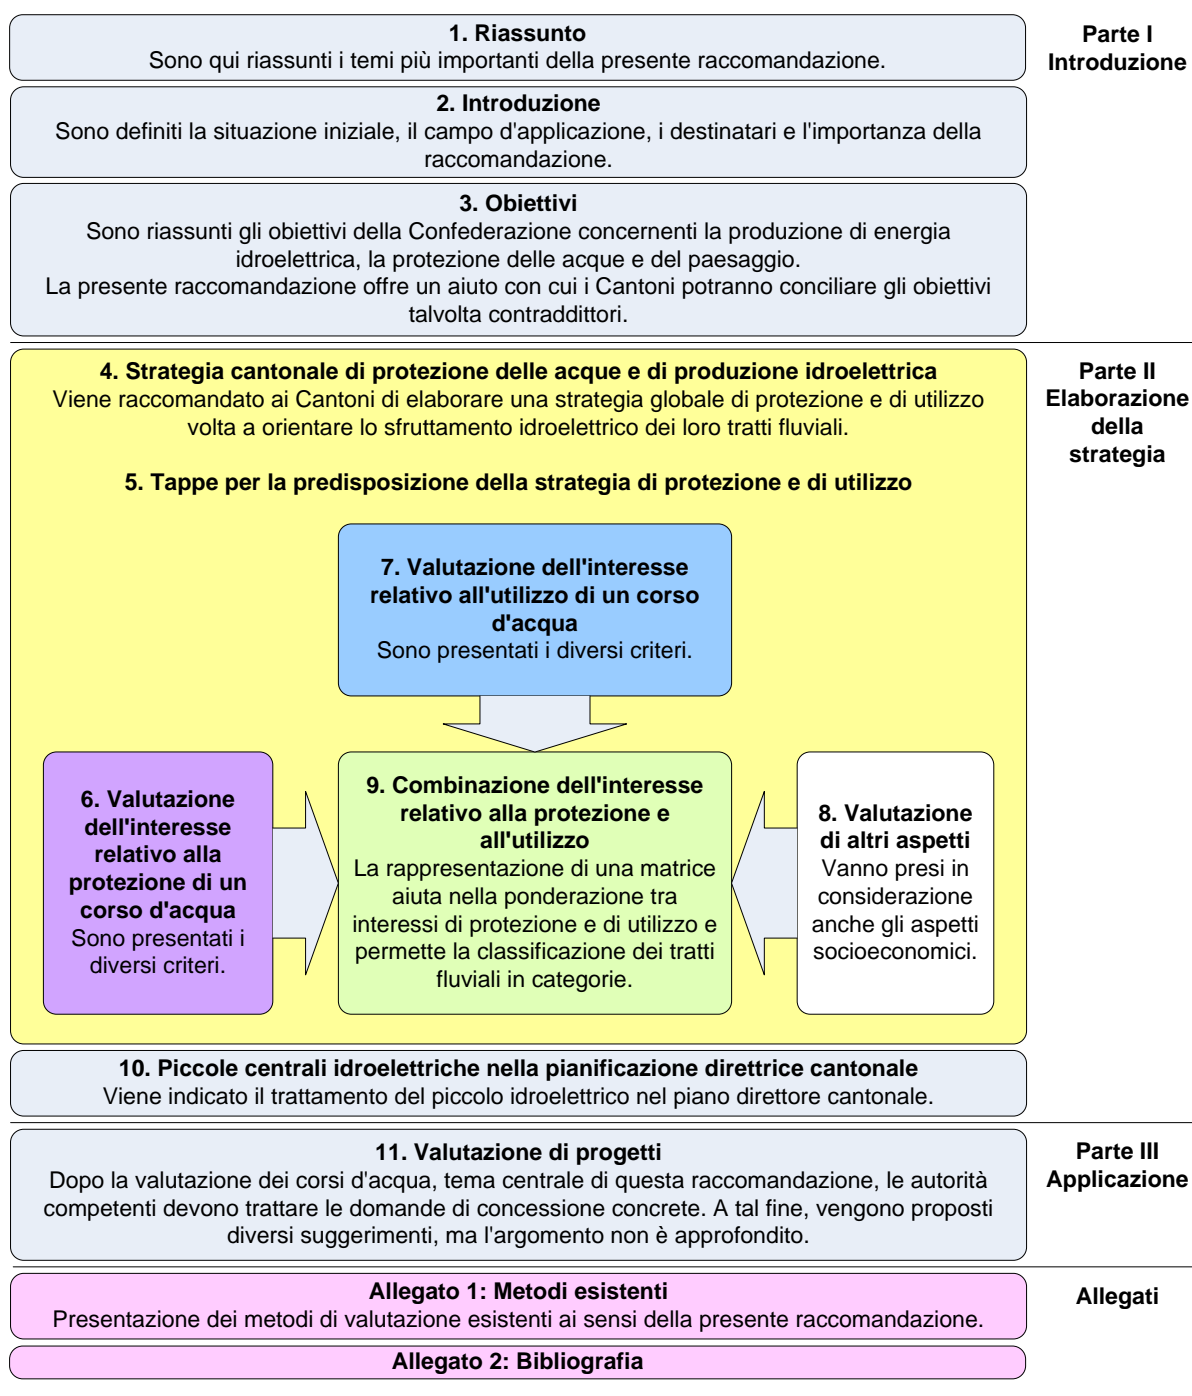 1. Riassunto
Sono qui riassunti i temi più importanti della presente raccomandazione.
Parte I
Introduzione
2. Introduzione
Sono definiti la situazione iniziale, il campo d'applicazione, i destinatari e l'importanza della
raccomandazione.
3. Obiettivi
Sono riassunti gli obiettivi della Confederazione concernenti la produzione di energia
idroelettrica, la protezione delle acque e del paesaggio.
La presente raccomandazione offre un aiuto con cui i Cantoni potranno conciliare gli obiettivi
talvolta contraddittori.
4. Strategia cantonale di protezione delle acque e di produzione idroelettrica
Viene raccomandato ai Cantoni di elaborare una strategia globale di protezione e di utilizzo
volta a orientare lo sfruttamento idroelettrico dei loro tratti fluviali.
Parte II
Elaborazione
della
strategia
5. Tappe per la predisposizione della strategia di protezione e di utilizzo
7. Valutazione dell'interesse
relativo all'utilizzo di un corso
d'acqua
Sono presentati i diversi criteri.
6. Valutazione
dell'interesse
relativo alla
protezione di un
corso d'acqua
Sono presentati i
diversi criteri.
9. Combinazione dell'interesse
relativo alla protezione e
all'utilizzo
La rappresentazione di una matrice
aiuta nella ponderazione tra
interessi di protezione e di utilizzo e
permette la classificazione dei tratti
fluviali in categorie.
8. Valutazione
di altri aspetti
Vanno presi in
considerazione
anche gli aspetti
socioeconomici.
10. Piccole centrali idroelettriche nella pianificazione direttrice cantonale
Viene indicato il trattamento del piccolo idroelettrico nel piano direttore cantonale.
11. Valutazione di progetti
Dopo la valutazione dei corsi d'acqua, tema centrale di questa raccomandazione, le autorità
competenti devono trattare le domande di concessione concrete. A tal fine, vengono proposti
diversi suggerimenti, ma l'argomento non è approfondito.
Parte III
Applicazione
Allegato 1: Metodi esistenti
Presentazione dei metodi di valutazione esistenti ai sensi della presente raccomandazione.
Allegati
Allegato 2: Bibliografia